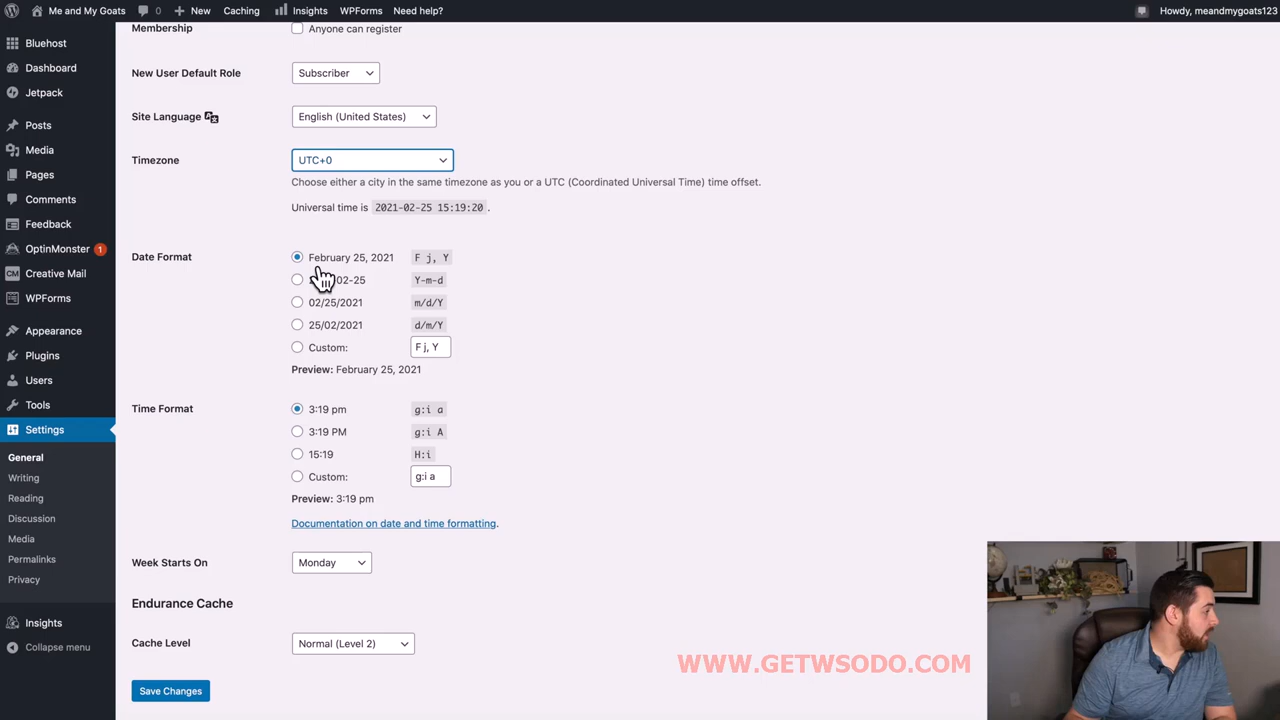 Me and My Goats 0 New Caching Insights WPForms Need help? Howdy, meandmygoats123
Bluehost
Dashboard
Jetpack
Posts
Media
Pages
Comments
Feedback
OptinMonster 1
CM Creative Mail
WPForms
Appearance
Plugins
Users
Tools
Settings
General
Writing
Reading
Discussion
Media
Permalinks
Privacy
Insights
Collapse menu
Membership Anyone can register
New User Default Role Subscriber
Site Language English (United States)
Timezone UTC+0
Choose either a city in the same timezone as you or a UTC (Coordinated Universal Time) time offset.
Universal time is 2021-02-25 15:19:20 .
Date Format February 25, 2021 F j, Y
02-25 Y-m-d
02/25/2021 m/d/Y
25/02/2021 d/m/Y
Custom: F j, Y
Preview: February 25, 2021
Time Format 3:19 pm g:i a
3:19 PM g:i A
15:19 H:i
Custom: g:i a
Preview: 3:19 pm
Documentation on date and time formatting.
Week Starts On Monday
Endurance Cache
Cache Level Normal (Level 2)
Save Changes
WWW.GETWSODO.COM